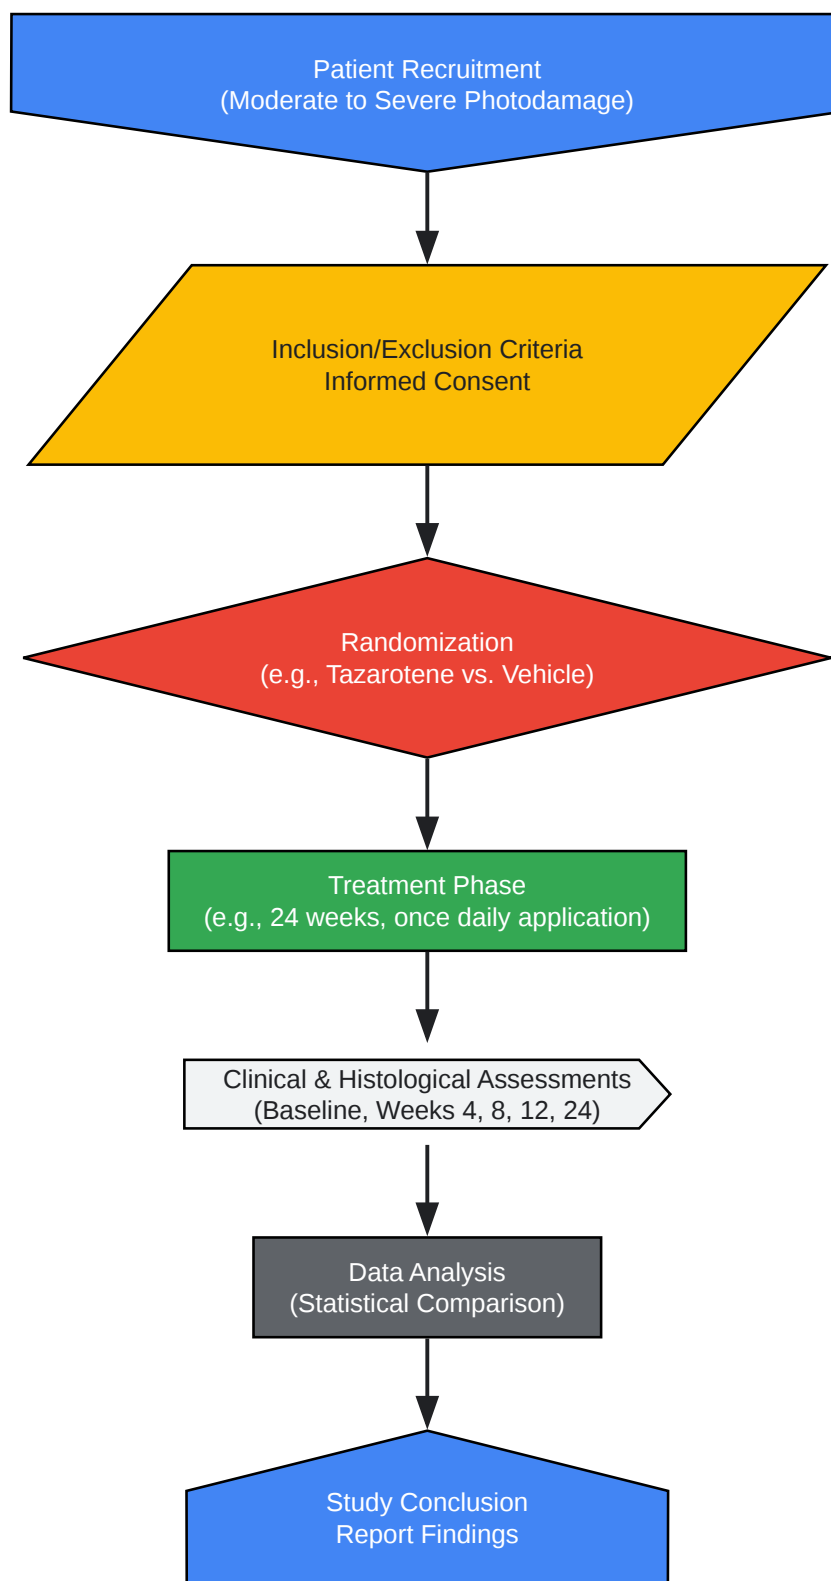 Patient Recruitment
(Moderate to Severe Photodamage)
Inclusion/Exclusion Criteria
Informed Consent
Randomization
(e.g., Tazarotene vs. Vehicle)
Treatment Phase
(e.g., 24 weeks, once daily application)
Clinical & Histological Assessments
(Baseline, Weeks 4, 8, 12, 24)
Data Analysis
(Statistical Comparison)
Study Conclusion
Report Findings